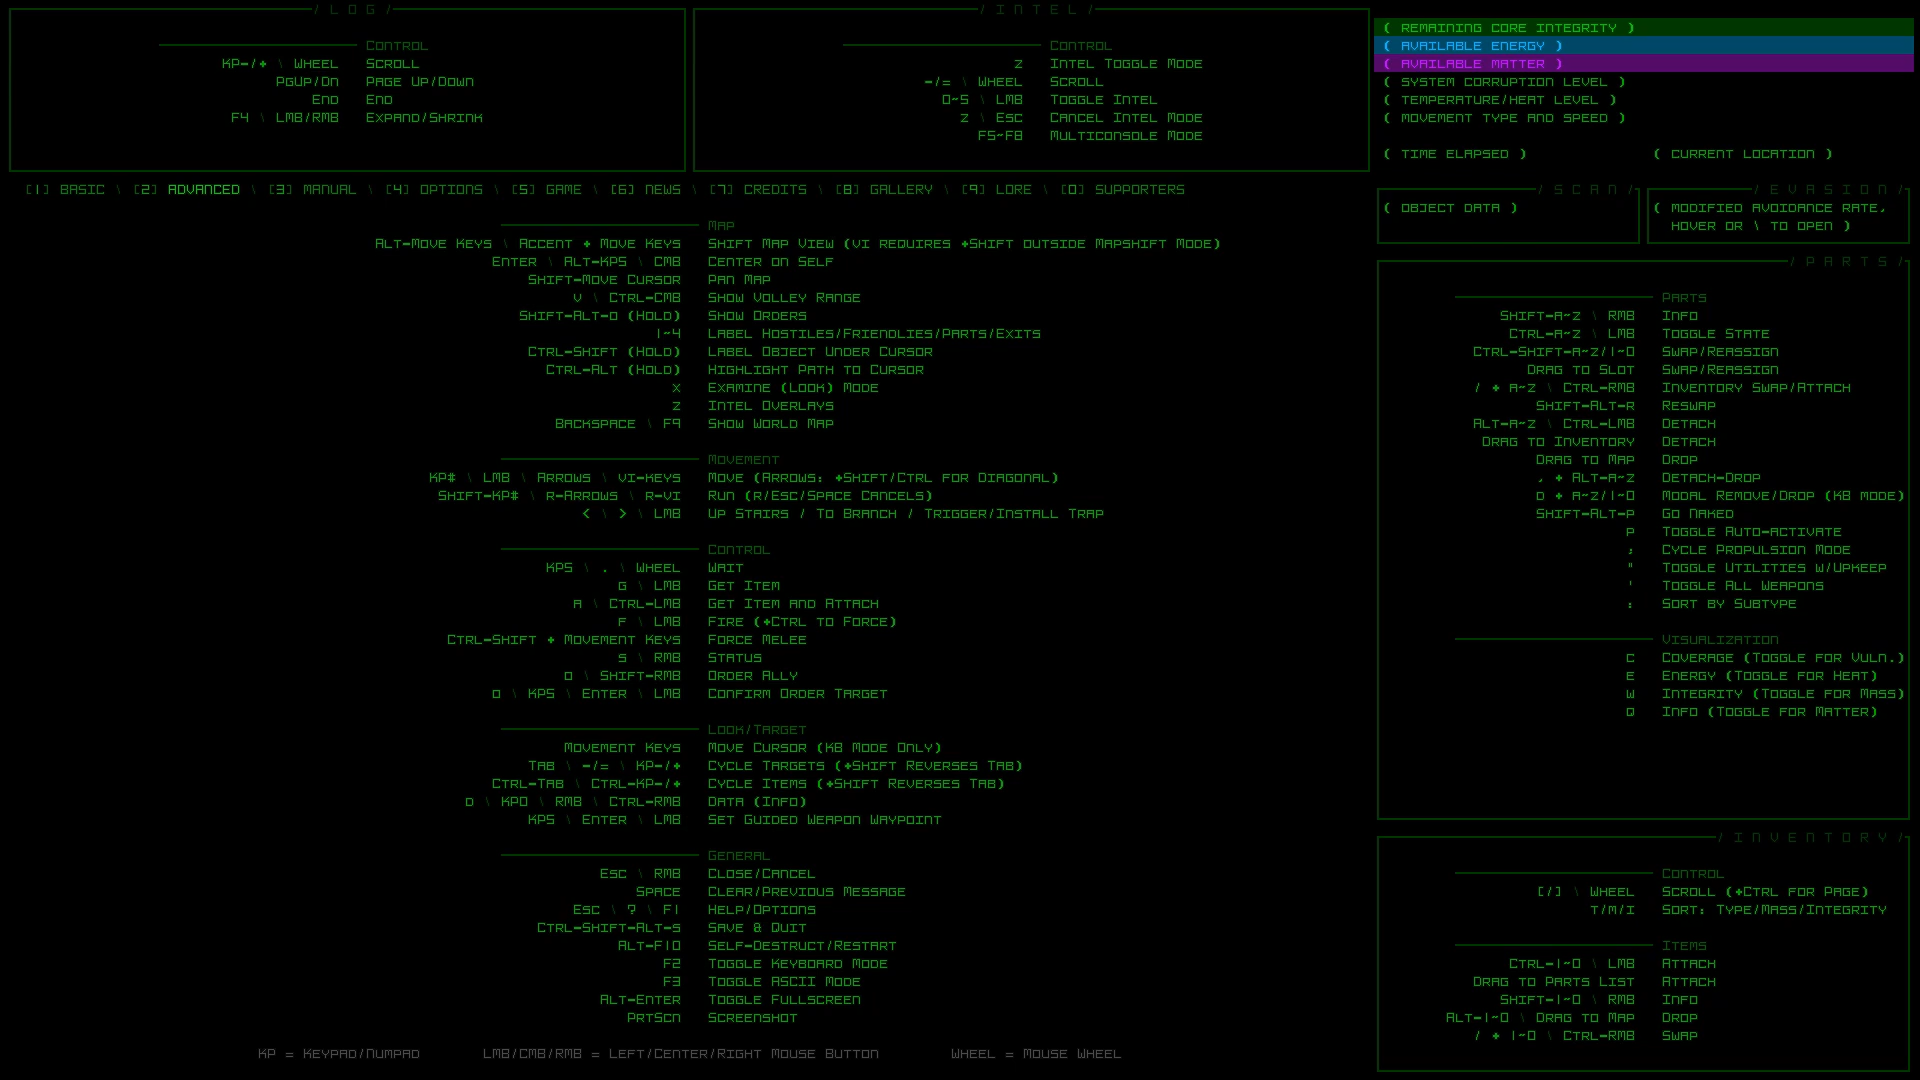 / L O G /
CONTROL
KP-/+ \ WHEEL SCROLL
PGUP/DN PAGE UP/DOWN
END END
F4 \ LMB/RMB EXPAND/SHRINK
/ I N T E L /
CONTROL
Z INTEL TOGGLE MODE
-/= \ WHEEL SCROLL
0~5 \ LMB TOGGLE INTEL
Z \ ESC CANCEL INTEL MODE
F5~F8 MULTICONSOLE MODE
( REMAINING CORE INTEGRITY )
( AVAILABLE ENERGY )
( AVAILABLE MATTER )
( SYSTEM CORRUPTION LEVEL )
( TEMPERATURE/HEAT LEVEL )
( MOVEMENT TYPE AND SPEED )
( TIME ELAPSED ) ( CURRENT LOCATION )
[1] BASIC \ [2] ADVANCED \ [3] MANUAL \ [4] OPTIONS \ [5] GAME \ [6] NEWS \ [7] CREDITS \ [8] GALLERY \ [9] LORE \ [0] SUPPORTERS
/ S C A N /
( OBJECT DATA )
/ E V A S I O N /
( MODIFIED AVOIDANCE RATE,
HOVER OR \ TO OPEN )
MAP
ALT-MOVE KEYS \ ACCENT + MOVE KEYS SHIFT MAP VIEW (VI REQUIRES +SHIFT OUTSIDE MAPSHIFT MODE)
ENTER \ ALT-KP5 \ CMB CENTER ON SELF
SHIFT-MOVE CURSOR PAN MAP
V \ CTRL-CMB SHOW VOLLEY RANGE
SHIFT-ALT-O (HOLD) SHOW ORDERS
1~4 LABEL HOSTILES/FRIENDLIES/PARTS/EXITS
CTRL-SHIFT (HOLD) LABEL OBJECT UNDER CURSOR
CTRL-ALT (HOLD) HIGHLIGHT PATH TO CURSOR
X EXAMINE (LOOK) MODE
Z INTEL OVERLAYS
BACKSPACE \ F9 SHOW WORLD MAP
MOVEMENT
KP# \ LMB \ ARROWS \ VI-KEYS MOVE (ARROWS: +SHIFT/CTRL FOR DIAGONAL)
SHIFT-KP# \ R-ARROWS \ R-VI RUN (R/ESC/SPACE CANCELS)
< \ > \ LMB UP STAIRS / TO BRANCH / TRIGGER/INSTALL TRAP
CONTROL
KP5 \ . \ WHEEL WAIT
G \ LMB GET ITEM
A \ CTRL-LMB GET ITEM AND ATTACH
F \ LMB FIRE (+CTRL TO FORCE)
CTRL-SHIFT + MOVEMENT KEYS FORCE MELEE
S \ RMB STATUS
O \ SHIFT-RMB ORDER ALLY
O \ KP5 \ ENTER \ LMB CONFIRM ORDER TARGET
LOOK/TARGET
MOVEMENT KEYS MOVE CURSOR (KB MODE ONLY)
TAB \ -/= \ KP-/+ CYCLE TARGETS (+SHIFT REVERSES TAB)
CTRL-TAB \ CTRL-KP-/+ CYCLE ITEMS (+SHIFT REVERSES TAB)
D \ KP0 \ RMB \ CTRL-RMB DATA (INFO)
KP5 \ ENTER \ LMB SET GUIDED WEAPON WAYPOINT
GENERAL
ESC \ RMB CLOSE/CANCEL
SPACE CLEAR/PREVIOUS MESSAGE
ESC \ ? \ F1 HELP/OPTIONS
CTRL-SHIFT-ALT-S SAVE & QUIT
ALT-F10 SELF-DESTRUCT/RESTART
F2 TOGGLE KEYBOARD MODE
F3 TOGGLE ASCII MODE
ALT-ENTER TOGGLE FULLSCREEN
PRTSCN SCREENSHOT
KP = KEYPAD/NUMPAD LMB/CMB/RMB = LEFT/CENTER/RIGHT MOUSE BUTTON WHEEL = MOUSE WHEEL
/ P A R T S /
PARTS
SHIFT-A~Z \ RMB INFO
CTRL-A~Z \ LMB TOGGLE STATE
CTRL-SHIFT-A~Z/1~0 SWAP/REASSIGN
DRAG TO SLOT SWAP/REASSIGN
/ + A~Z \ CTRL-RMB INVENTORY SWAP/ATTACH
SHIFT-ALT-R RESWAP
ALT-A~Z \ CTRL-LMB DETACH
DRAG TO INVENTORY DETACH
DRAG TO MAP DROP
, + ALT-A~Z DETACH-DROP
D + A~Z/1~0 MODAL REMOVE/DROP (KB MODE)
SHIFT-ALT-P GO NAKED
P TOGGLE AUTO-ACTIVATE
; CYCLE PROPULSION MODE
" TOGGLE UTILITIES W/UPKEEP
' TOGGLE ALL WEAPONS
: SORT BY SUBTYPE
VISUALIZATION
C COVERAGE (TOGGLE FOR VULN.)
E ENERGY (TOGGLE FOR HEAT)
W INTEGRITY (TOGGLE FOR MASS)
Q INFO (TOGGLE FOR MATTER)
/ I N V E N T O R Y /
CONTROL
[/] \ WHEEL SCROLL (+CTRL FOR PAGE)
T/M/I SORT: TYPE/MASS/INTEGRITY
ITEMS
CTRL-1~0 \ LMB ATTACH
DRAG TO PARTS LIST ATTACH
SHIFT-1~0 \ RMB INFO
ALT-1~0 \ DRAG TO MAP DROP
/ + 1~0 \ CTRL-RMB SWAP